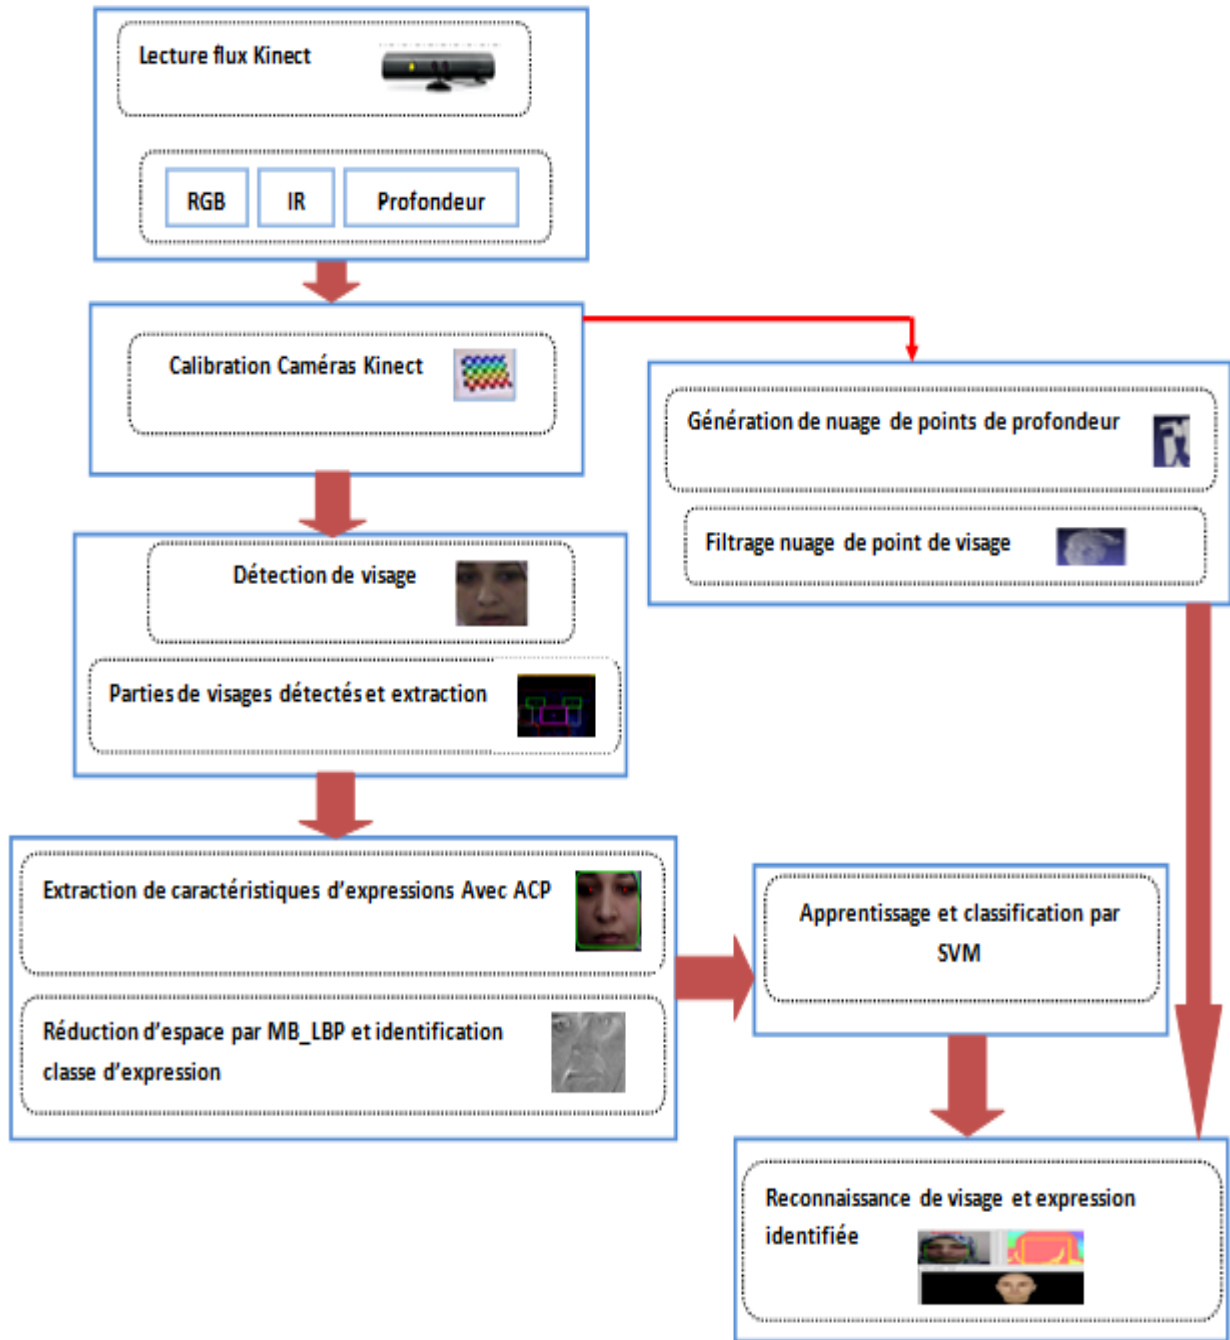 Lecture flux Kinect
RGB
IR
Profondeur
Calibration Caméras Kinect
Génération de nuage de points de profondeur
Filtrage nuage de point de visage
Détection de visage
Parties de visages détectés et extraction
Extraction de caractéristiques d'expressions Avec ACP
Réduction d'espace par MB_LBP et identification
classe d'expression
Apprentissage et classification par
SVM
Reconnaissance de visage et expression
identifiée